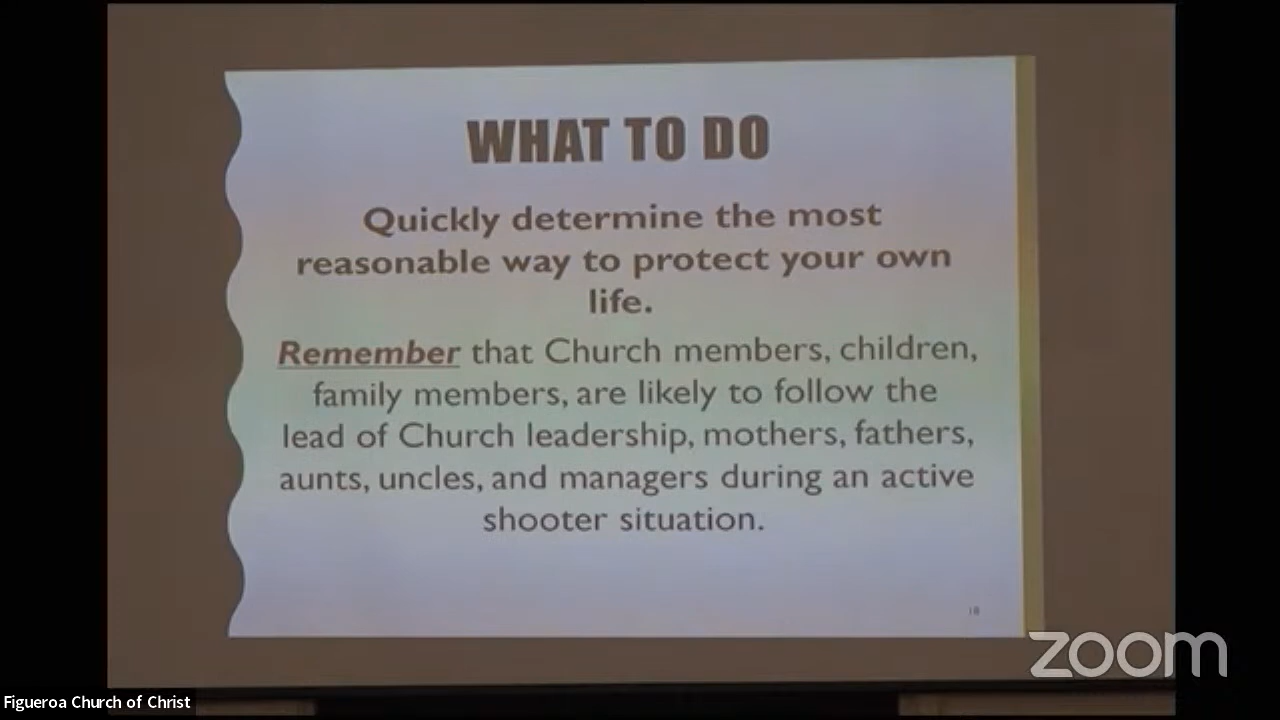 WHAT TO DO
Quickly determine the most
reasonable way to protect your own
life.
Remember that Church members, children,
family members, are likely to follow the
lead of Church leadership, mothers, fathers,
aunts, uncles, and managers during an active
shooter situation.
18
zoom
Figueroa Church of Christ